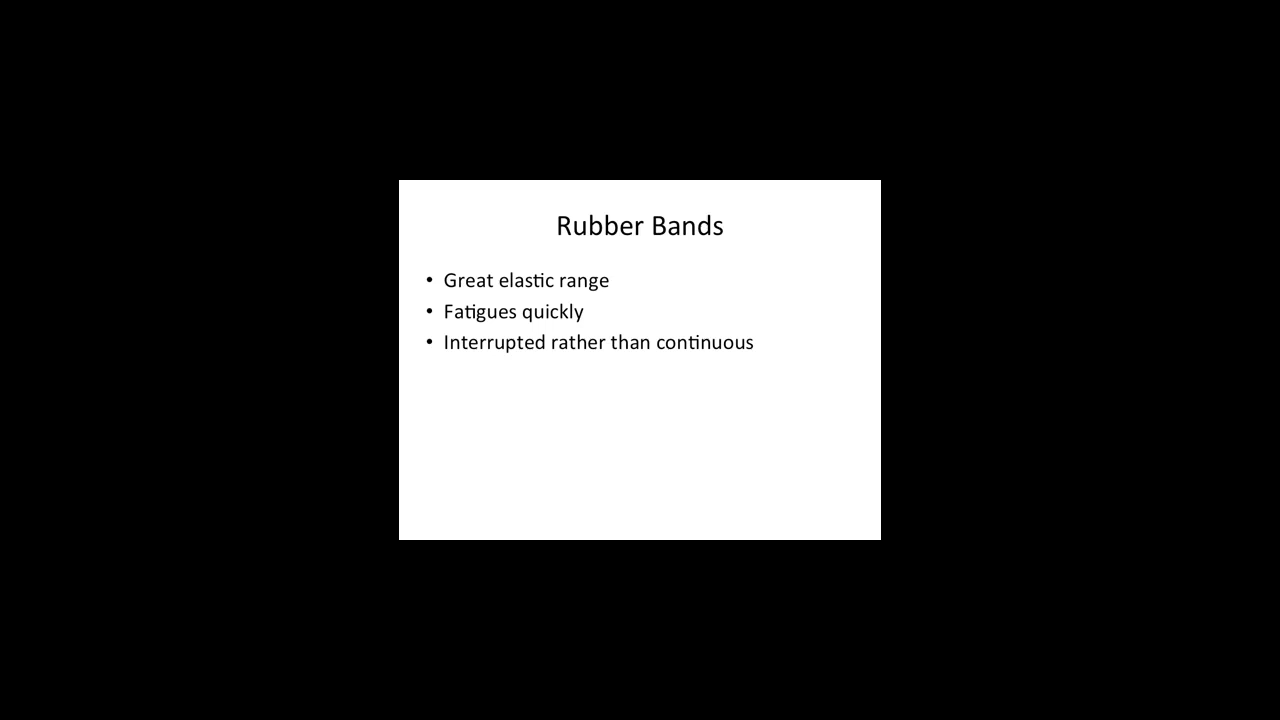 Rubber Bands
• Great elastic range
• Fatigues quickly
• Interrupted rather than continuous